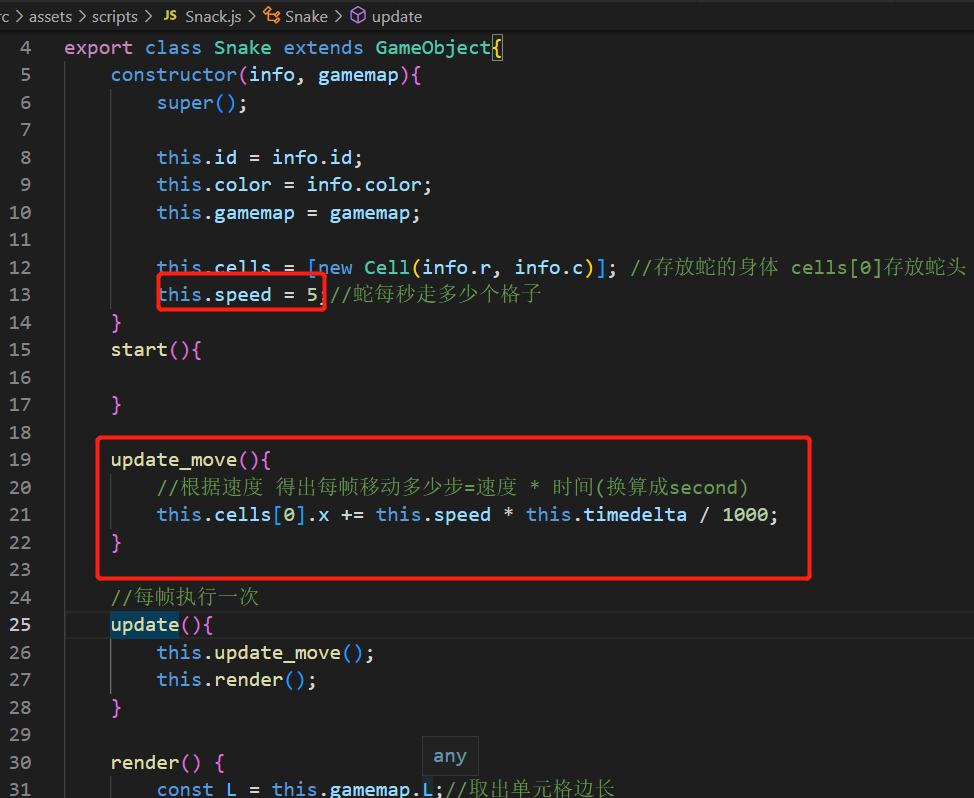 rc > assets > scripts > JS Snack.js > Snake > update
4 export class Snake extends GameObject{
5 constructor(info, gamemap){
6 super();
7
8 this.id = info.id;
9 this.color = info.color;
10 this.gamemap = gamemap;
11
12 this.cells = [new Cell(info.r, info.c)]; //存放蛇的身体 cells[0]存放蛇头
13 this.speed = 5;//蛇每秒走多少个格子
14 }
15 start(){
16
17 }
18
19 update_move(){
20 //根据速度 得出每帧移动多少步=速度 * 时间(换算成second)
21 this.cells[0].x += this.speed * this.timedelta / 1000;
22 }
23
24 //每帧执行一次
25 update(){
26 this.update_move();
27 this.render();
28 }
29
30 render() {
any
31 const L = this.gamemap.L;//取出单元格边长